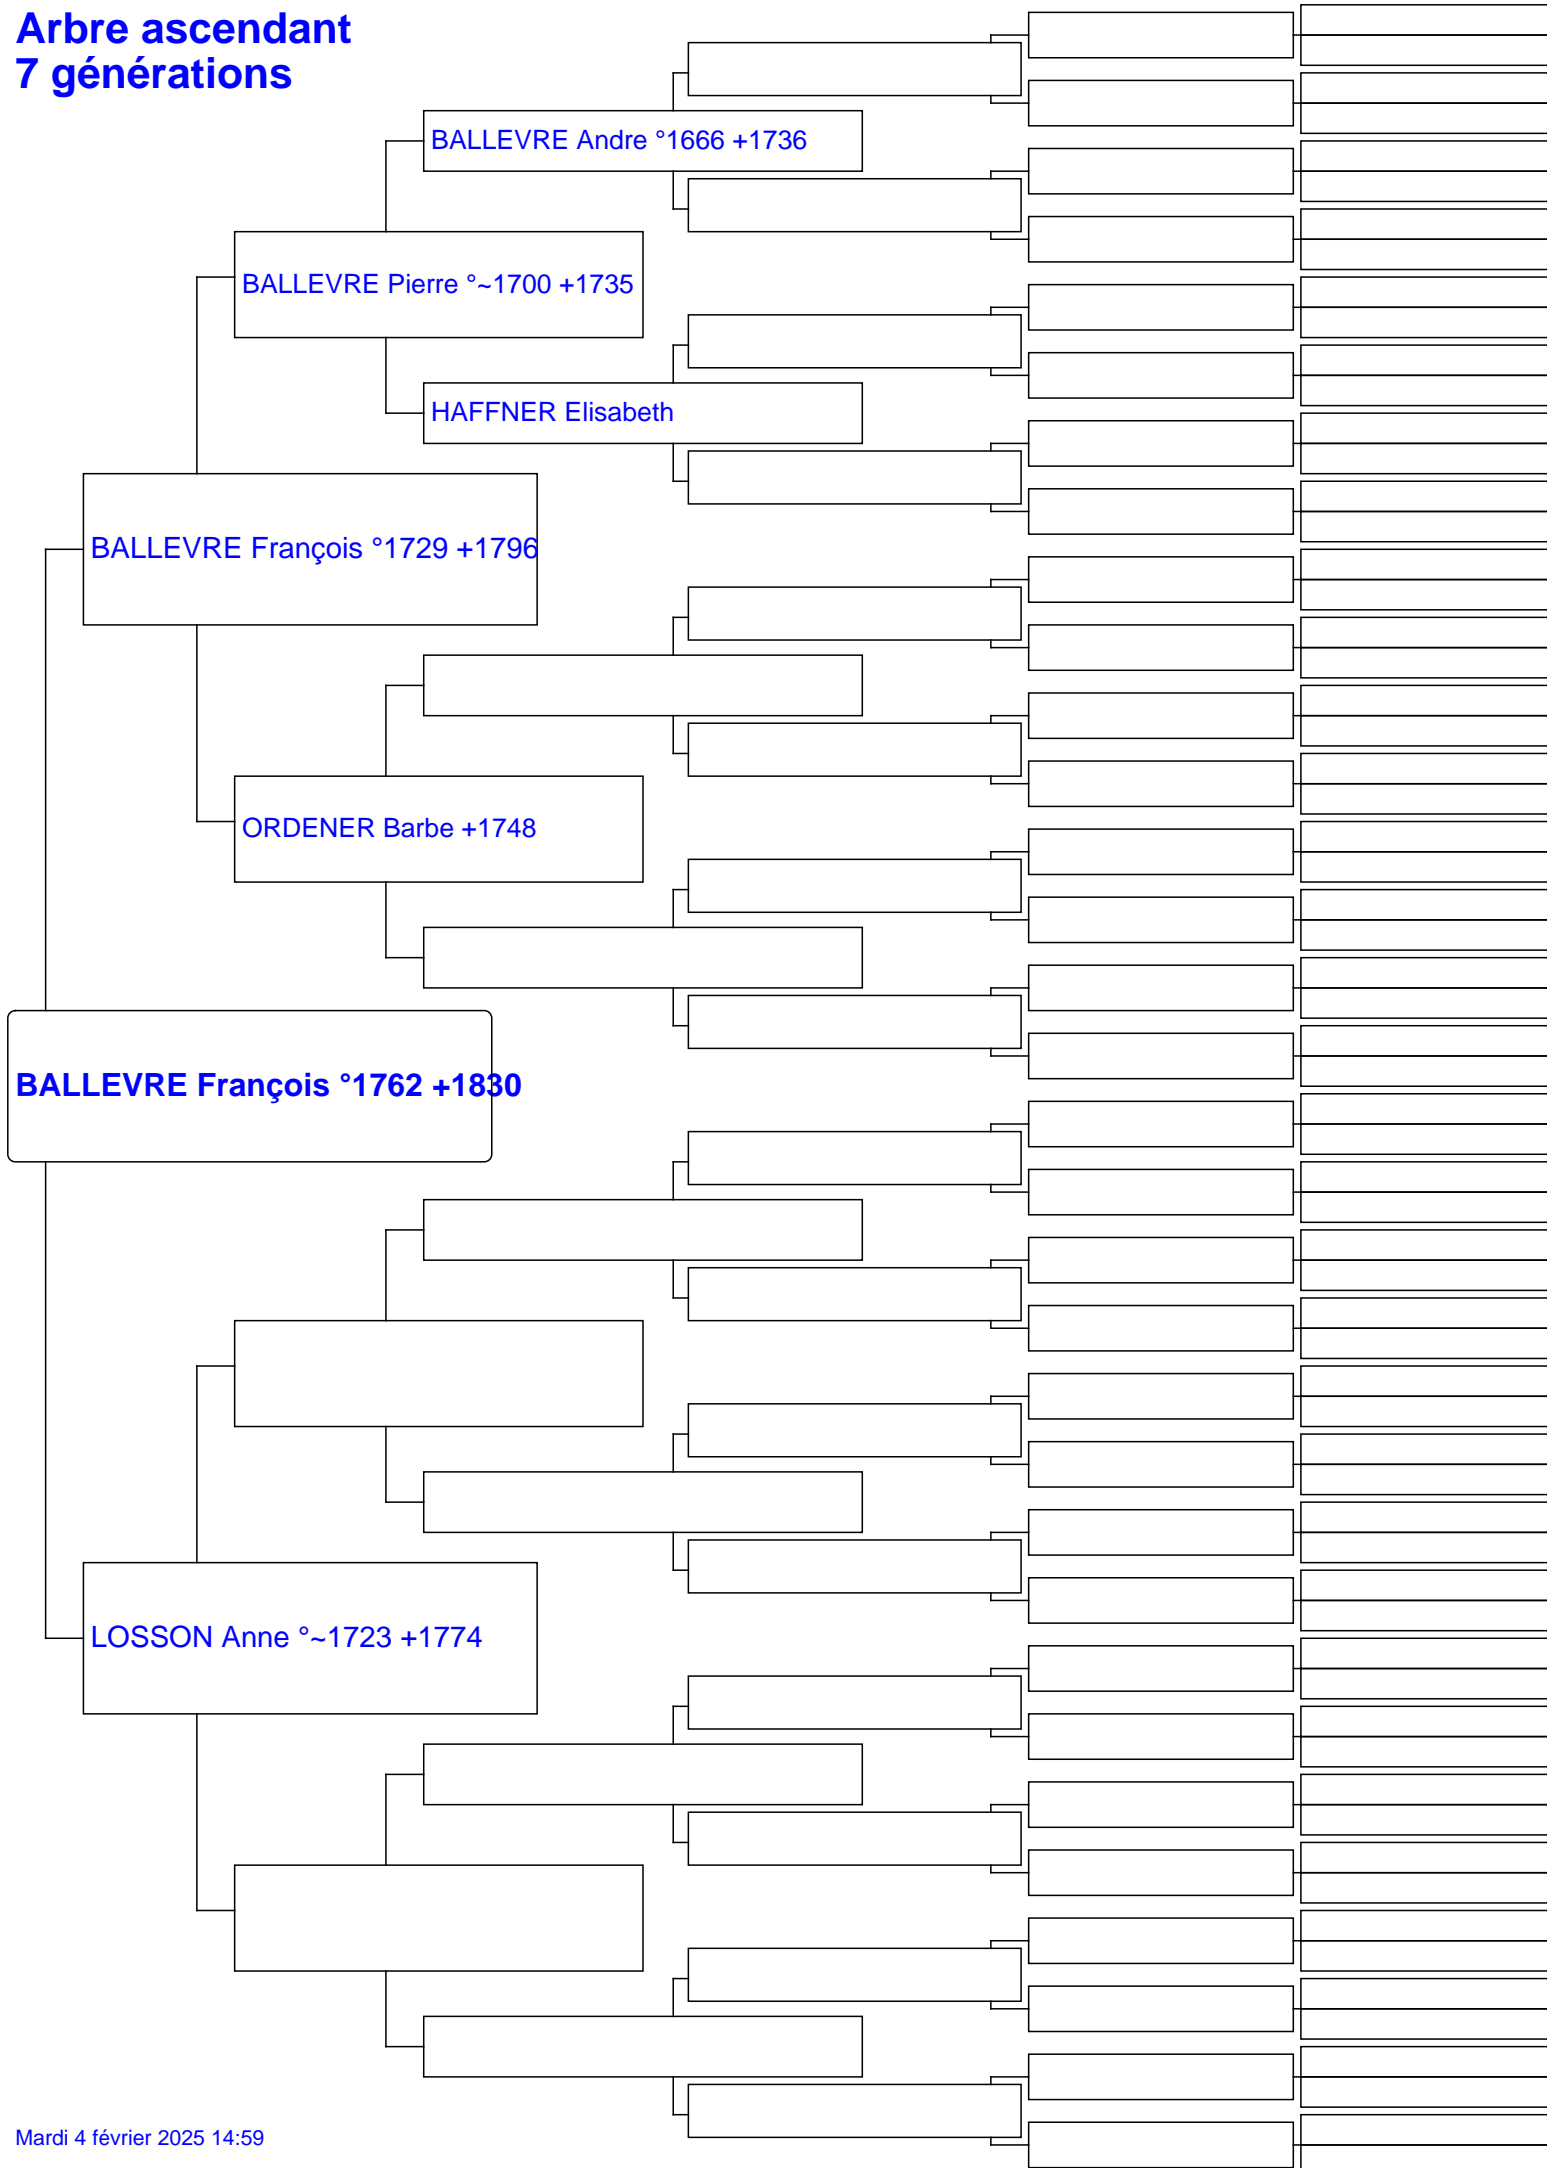 Arbre ascendant
7 générations
BALLEVRE Andre °1666 +1736
BALLEVRE Pierre °~1700 +1735
HAFFNER Elisabeth
BALLEVRE François °1729 +1796
ORDENER Barbe +1748
BALLEVRE François °1762 +1830
LOSSON Anne °~1723 +1774
Mardi 4 février 2025 14:59